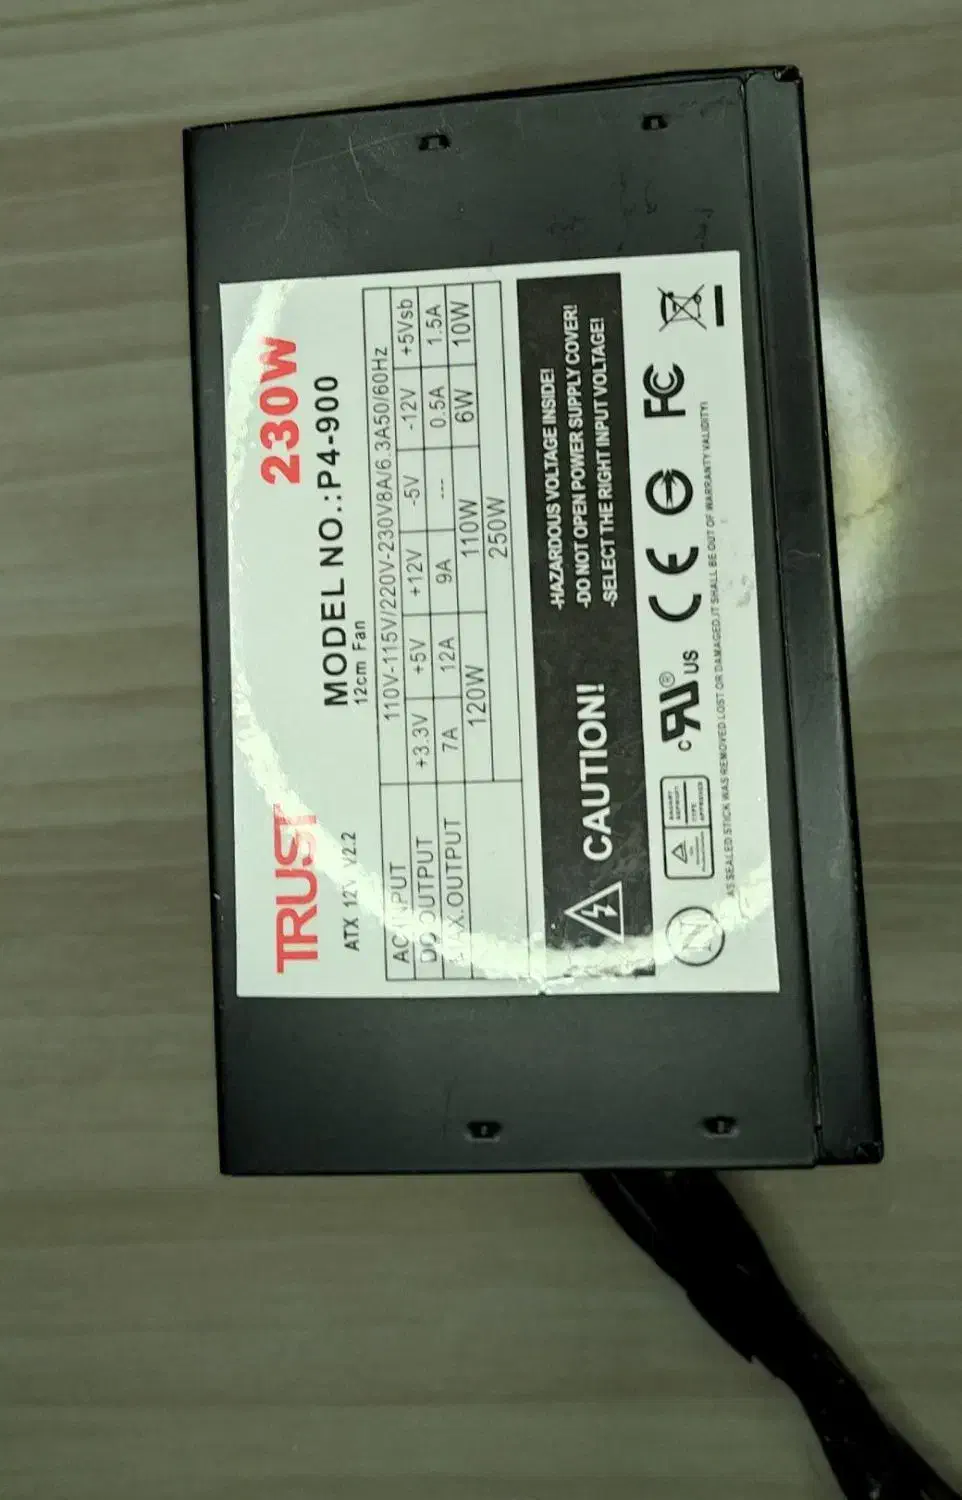 TRUST 230W
ATX 12V V2.2 MODEL NO.:P4-900
12cm Fan
AC INPUT 110V-115V/220V-230V8A/6.3A50/60Hz
DC OUTPUT +3.3V +5V +12V -5V -12V +5Vsb
MAX.OUTPUT 7A 12A 9A --- 0.5A 1.5A
120W 110W 6W 10W
250W
CAUTION!
-HAZARDOUS VOLTAGE INSIDE!
-DO NOT OPEN POWER SUPPLY COVER!
-SELECT THE RIGHT INPUT VOLTAGE!
N c RU ® US CE FC
AS SEALED STICK WAS REMOVED LOST OR DAMAGED,IT SHALL BE OUT OF WARRANTY VALIDITY!